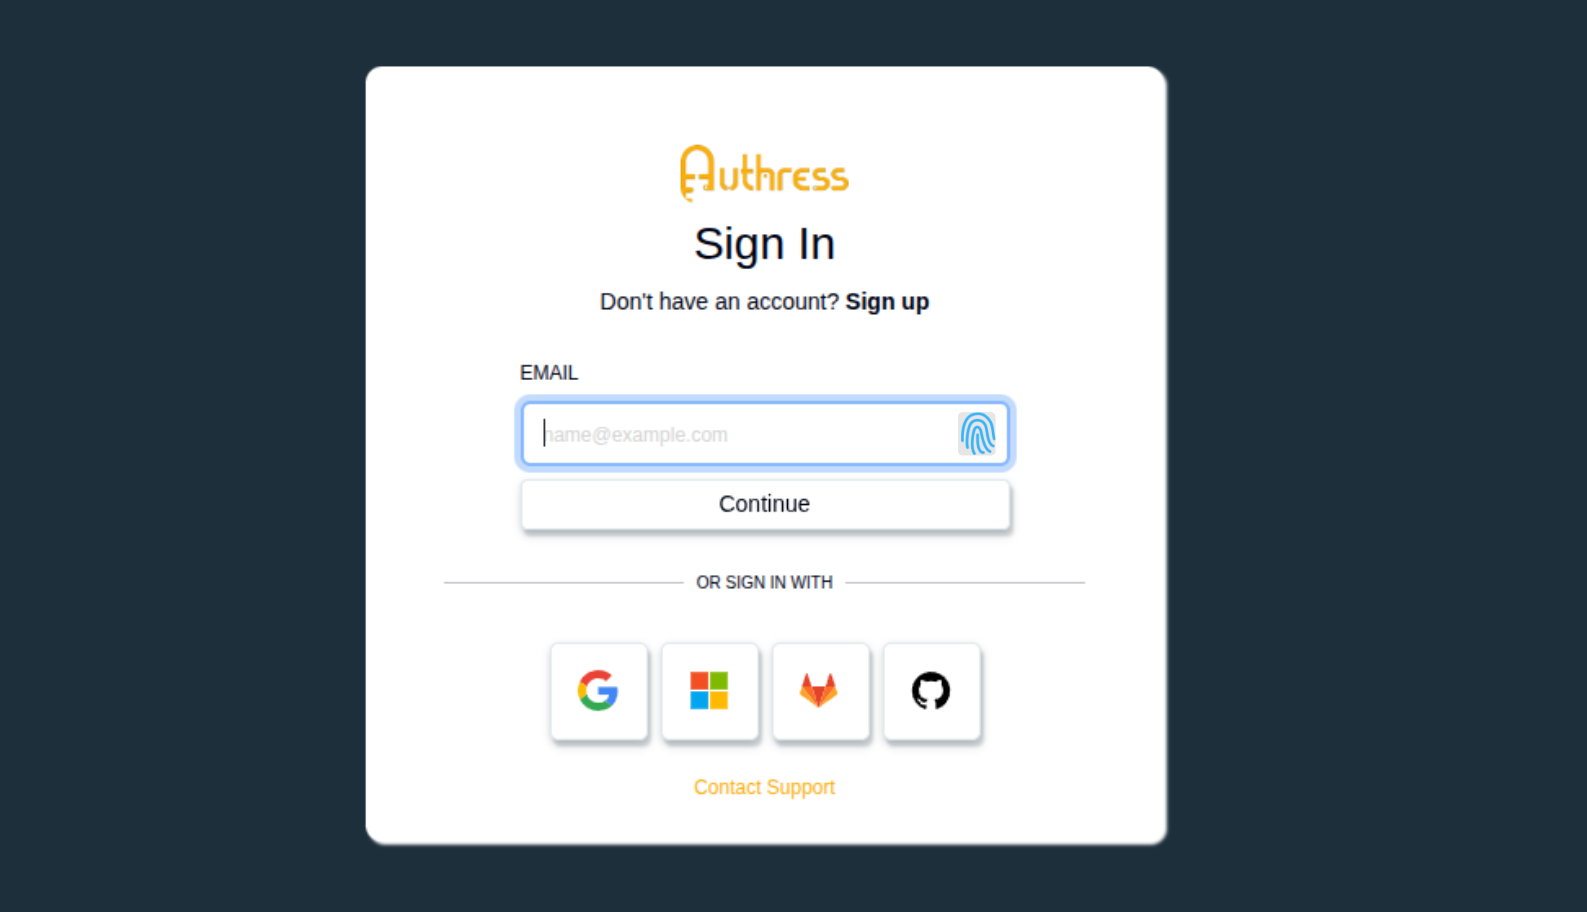 Authress
Sign In
Don't have an account? Sign up
EMAIL
name@example.com
Continue
OR SIGN IN WITH
Contact Support